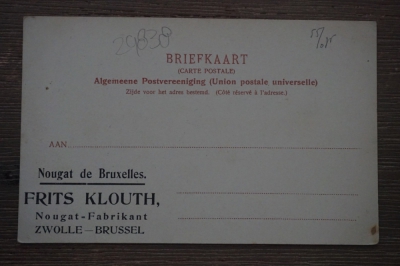 29838
BRIEFKAART
(CARTE POSTALE)
Algemeene Postvereeniging (Union postale universelle)
Zijde voor het adres bestemd. (Côté réservé à l'adresse.)
AAN
Nougat de Bruxelles.
FRITS KLOUTH,
Nougat-Fabrikant
ZWOLLE – BRUSSEL.